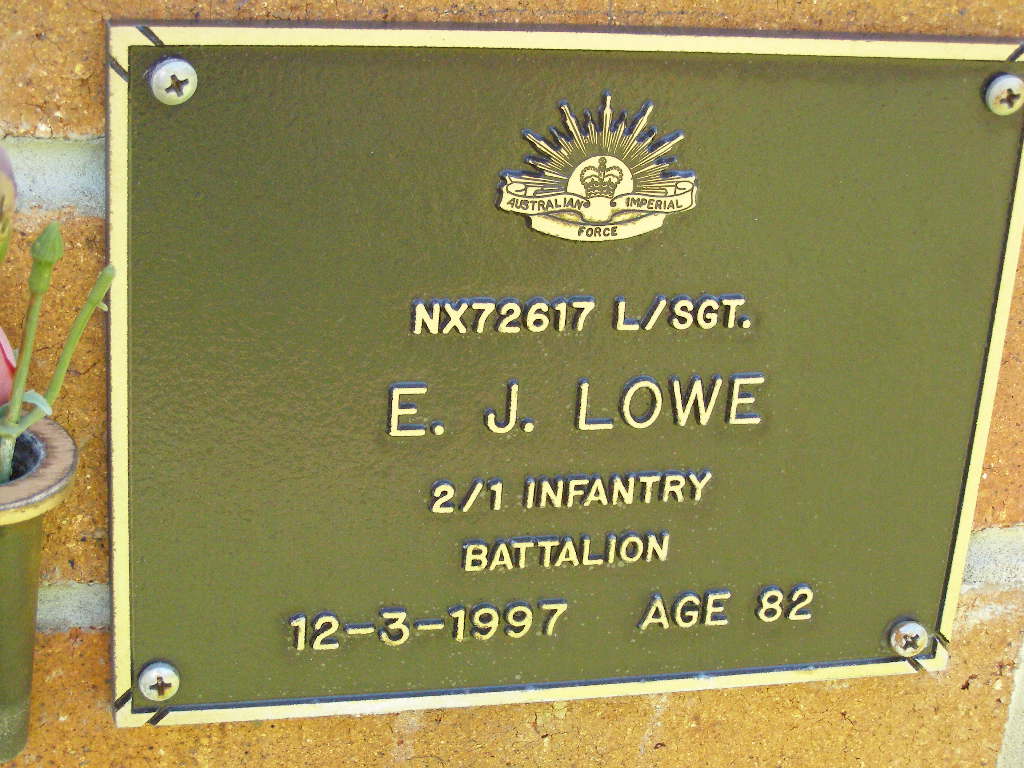 AUSTRALIAN IMPERIAL
FORCE
NX72617 L/SGT.
E. J. LOWE
2/1 INFANTRY
BATTALION
12-3-1997 AGE 82